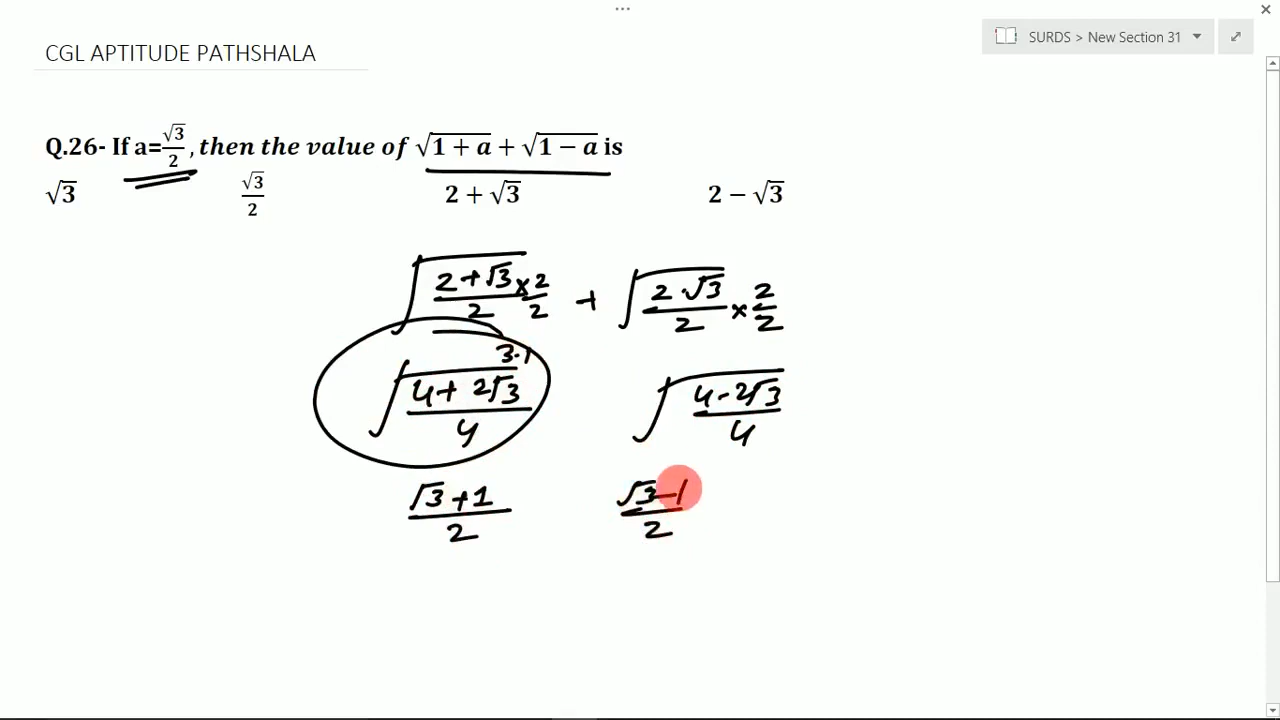 CGL APTITUDE PATHSHALA
SURDS > New Section 31
Q.26- If a=√3/2, then the value of √(1 + a) + √(1 − a) is
√3   √3/2   2 + √3   2 − √3
√((2+√3)/2 × 2/2) + √((2·√3)/2 × 2/2)
3·1
√((4+2√3)/4)   √((4-2√3)/4)
(√3+1)/2   (√3-1)/2